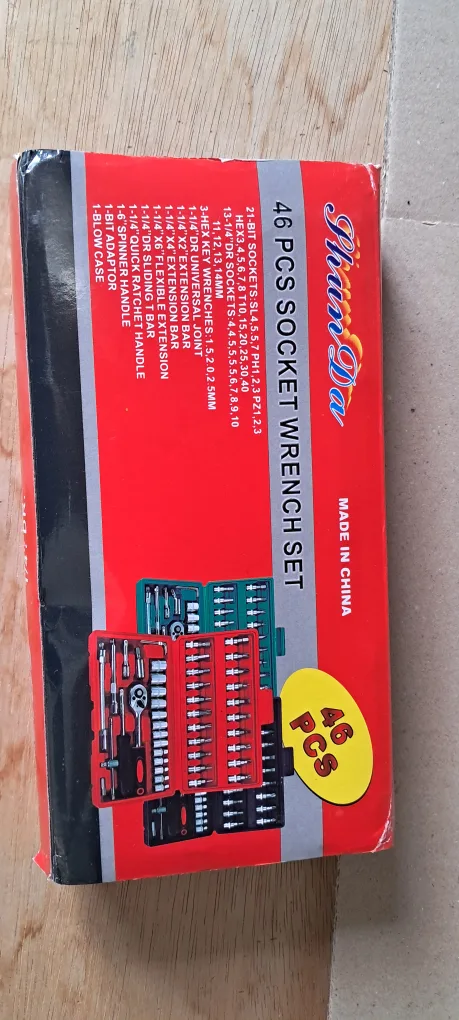 ShunDa
MADE IN CHINA
46 PCS SOCKET WRENCH SET
21-BIT SOCKETS:SL4,5.5,7 PH1,2,3 PZ1,2,3
HEX3,4,5,6,7,8 T10,15,20,25,30,40
13-1/4"DR SOCKETS:4,4.5,5,5.5,6,7,8,9,10
11,12,13,14MM
3-HEX KEY WRENCHES:1.5,2.0,2.5MM
1-1/4"DR UNIVERSAL JOINT
1-1/4"X2"EXTENSION BAR
1-1/4"X4"EXTENSION BAR
1-1/4"X6"FLEXIBLE EXTENSION
1-1/4"DR SLIDING T BAR
1-1/4"QUICK RATCHET HANDLE
1-6"SPINNER HANDLE
1-BIT ADAPTOR
1-BLOW CASE
46
PCS